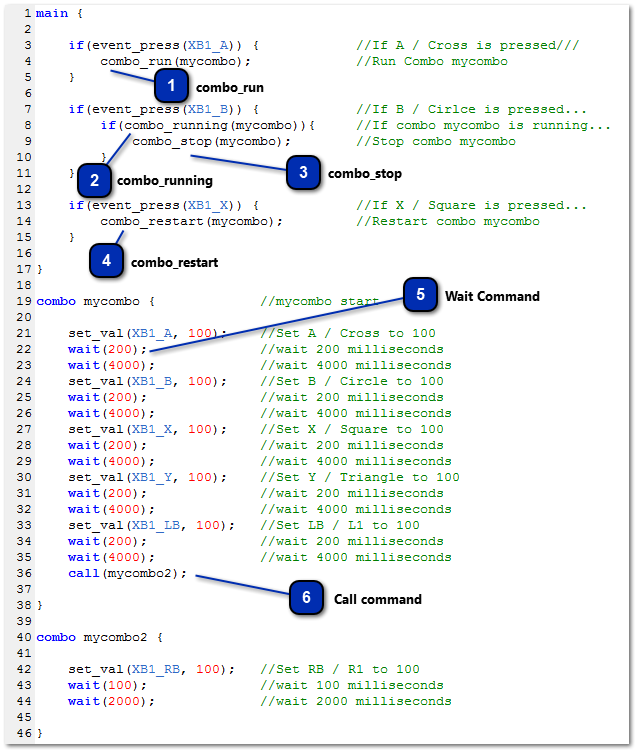 1 main {
2
3     if(event_press(XB1_A)) {            //If A / Cross is pressed///
4         combo_run(mycombo);             //Run Combo mycombo
5     }
1 combo_run
6
7     if(event_press(XB1_B)) {            //If B / Cirlce is pressed...
8         if(combo_running(mycombo)){     //If combo mycombo is running...
9             combo_stop(mycombo);        //Stop combo mycombo
10         }
11     }
2 combo_running
3 combo_stop
12
13     if(event_press(XB1_X)) {            //If X / Square is pressed...
14         combo_restart(mycombo);         //Restart combo mycombo
15     }
4 combo_restart
16
17 }
18
19 combo mycombo {             //mycombo start
5 Wait Command
20
21     set_val(XB1_A, 100);    //Set A / Cross to 100
22     wait(200);              //wait 200 milliseconds
23     wait(4000);             //wait 4000 milliseconds
24     set_val(XB1_B, 100);    //Set B / Circle to 100
25     wait(200);              //wait 200 milliseconds
26     wait(4000);             //wait 4000 milliseconds
27     set_val(XB1_X, 100);    //Set X / Square to 100
28     wait(200);              //wait 200 milliseconds
29     wait(4000);             //wait 4000 milliseconds
30     set_val(XB1_Y, 100);    //Set Y / Triangle to 100
31     wait(200);              //wait 200 milliseconds
32     wait(4000);             //wait 4000 milliseconds
33     set_val(XB1_LB, 100);   //Set LB / L1 to 100
34     wait(200);              //wait 200 milliseconds
35     wait(4000);             //wait 4000 milliseconds
36     call(mycombo2);
6 Call command
37
38 }
39
40 combo mycombo2 {
41
42     set_val(XB1_RB, 100);   //Set RB / R1 to 100
43     wait(100);              //wait 100 milliseconds
44     wait(2000);             //wait 2000 milliseconds
45
46 }